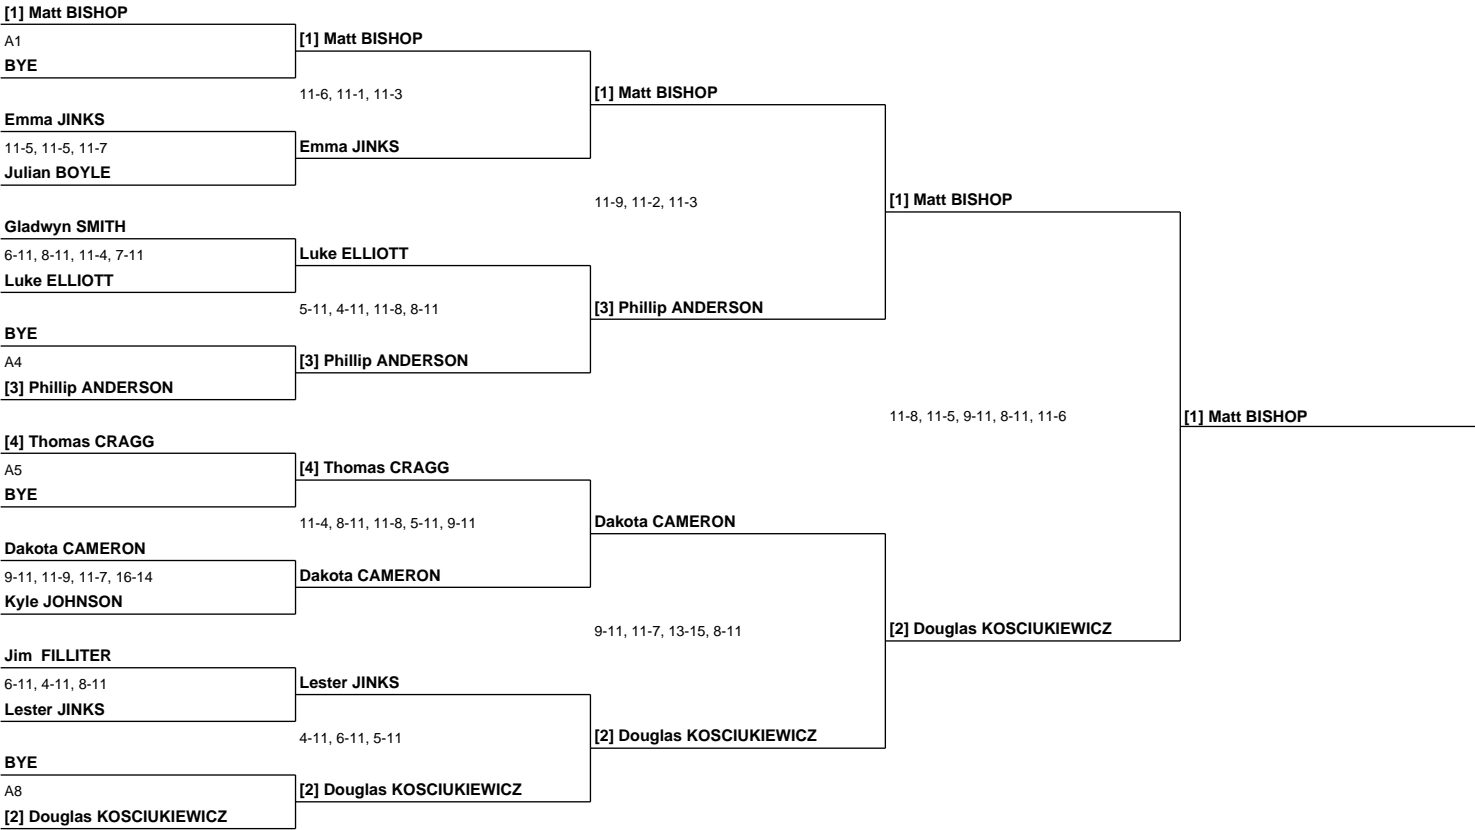 [1] Matt BISHOP
A1
BYE
Emma JINKS
11-5, 11-5, 11-7
Julian BOYLE
Gladwyn SMITH
6-11, 8-11, 11-4, 7-11
Luke ELLIOTT
BYE
A4
[3] Phillip ANDERSON
[4] Thomas CRAGG
A5
BYE
Dakota CAMERON
9-11, 11-9, 11-7, 16-14
Kyle JOHNSON
Jim  FILLITER
6-11, 4-11, 8-11
Lester JINKS
BYE
A8
[2] Douglas KOSCIUKIEWICZ
[1] Matt BISHOP
11-6, 11-1, 11-3
Emma JINKS
Luke ELLIOTT
5-11, 4-11, 11-8, 8-11
[3] Phillip ANDERSON
[4] Thomas CRAGG
11-4, 8-11, 11-8, 5-11, 9-11
Dakota CAMERON
Lester JINKS
4-11, 6-11, 5-11
[2] Douglas KOSCIUKIEWICZ
[1] Matt BISHOP
11-9, 11-2, 11-3
[3] Phillip ANDERSON
Dakota CAMERON
9-11, 11-7, 13-15, 8-11
[2] Douglas KOSCIUKIEWICZ
[1] Matt BISHOP
11-8, 11-5, 9-11, 8-11, 11-6
[2] Douglas KOSCIUKIEWICZ
[1] Matt BISHOP